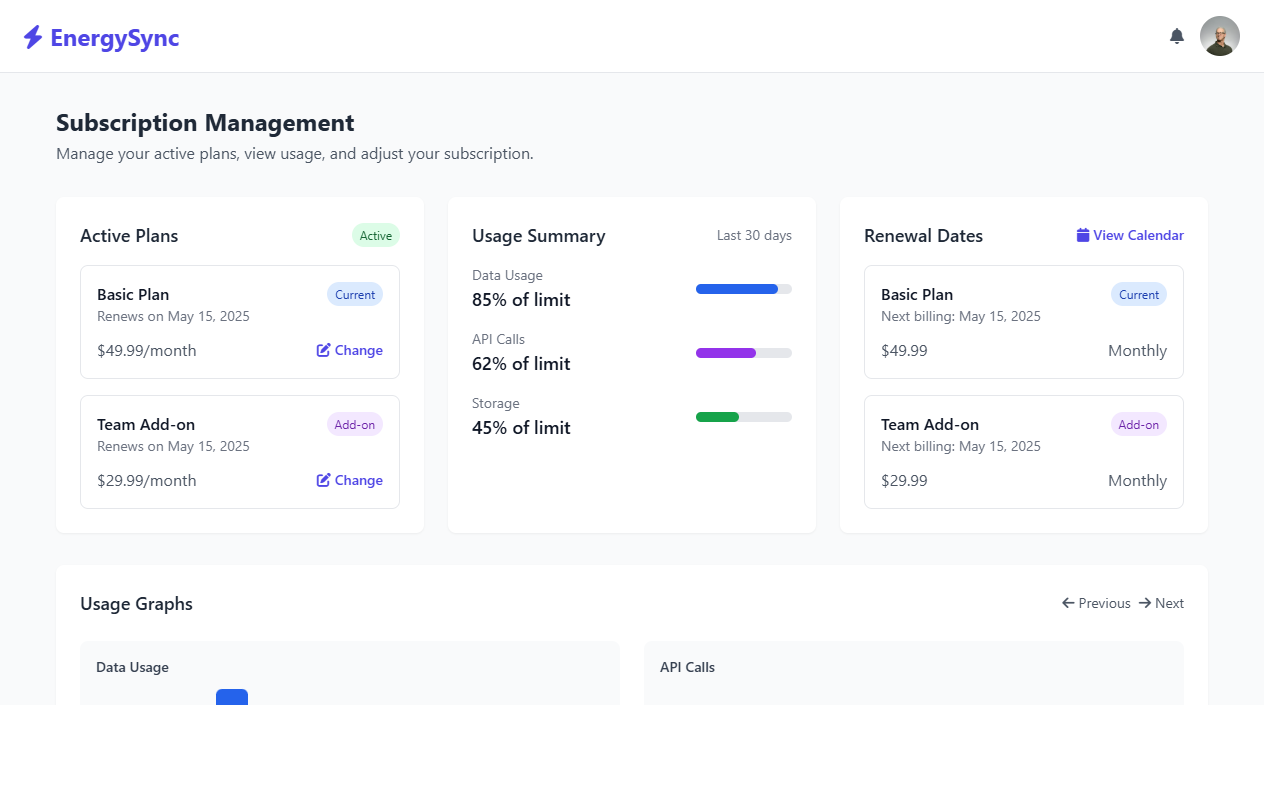 EnergySync
Subscription Management
Manage your active plans, view usage, and adjust your subscription.
Active Plans
Active
Basic Plan
Current
Renews on May 15, 2025
$49.99/month
Change
Team Add-on
Add-on
Renews on May 15, 2025
$29.99/month
Change
Usage Summary
Last 30 days
Data Usage
85% of limit
API Calls
62% of limit
Storage
45% of limit
Renewal Dates
View Calendar
Basic Plan
Current
Next billing: May 15, 2025
$49.99
Monthly
Team Add-on
Add-on
Next billing: May 15, 2025
$29.99
Monthly
Usage Graphs
Previous
Next
Data Usage
API Calls